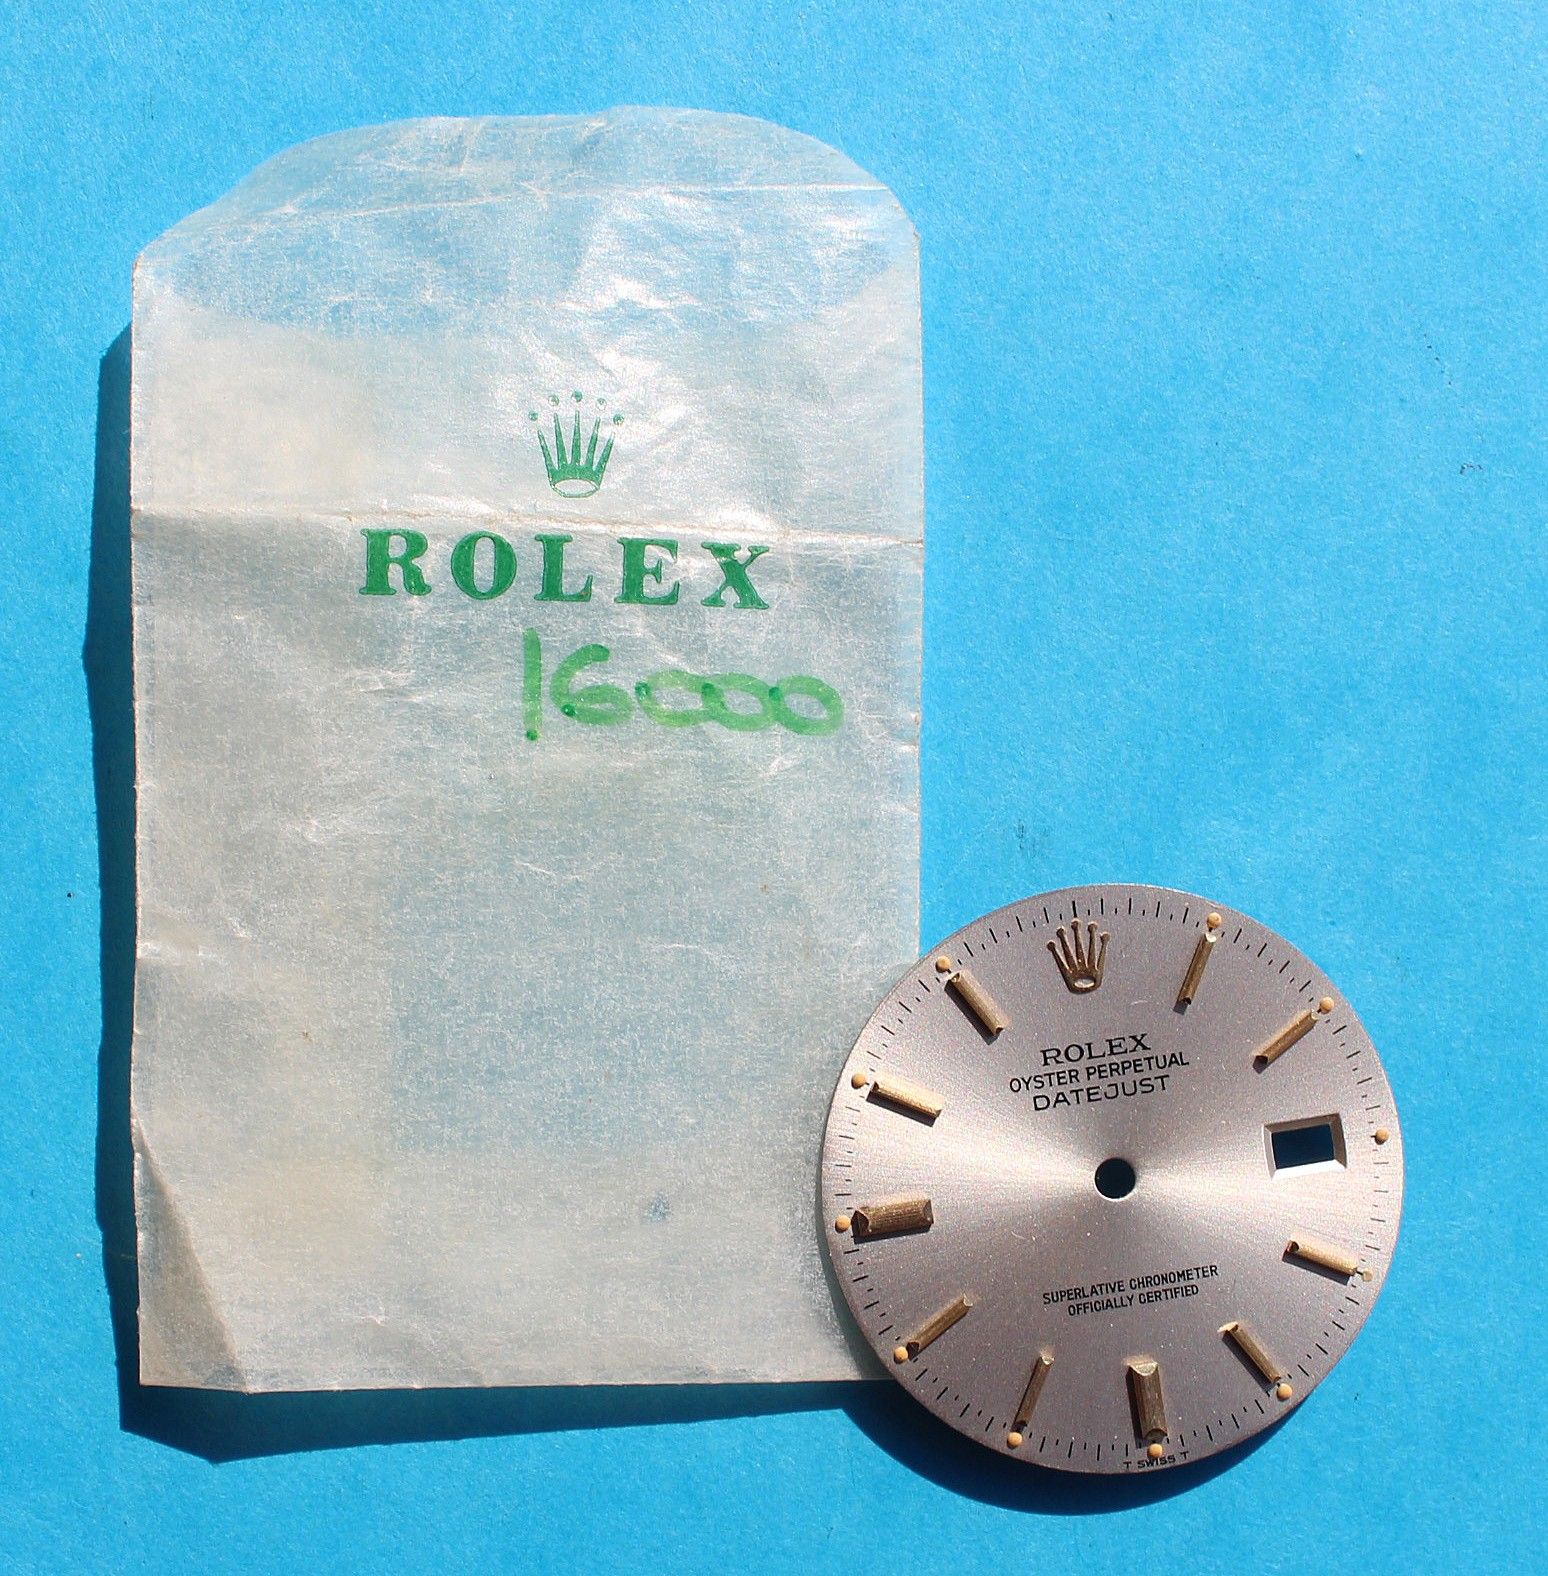 ROLEX
16000
ROLEX
OYSTER PERPETUAL
DATEJUST
SUPERLATIVE CHRONOMETER
OFFICIALLY CERTIFIED
T SWISS T